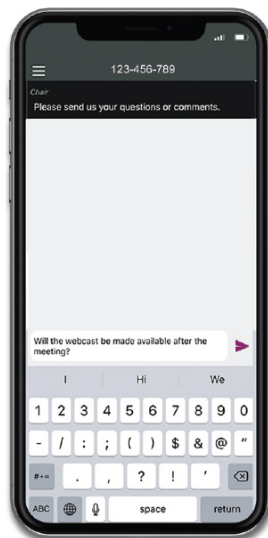 123-456-789
Chair
Please send us your questions or comments.
Will the webcast be made available after the
meeting?
I Hi We
1 2 3 4 5 6 7 8 9 0
- / : ; ( ) $ & @ "
#+= . , ? ! '
ABC space return